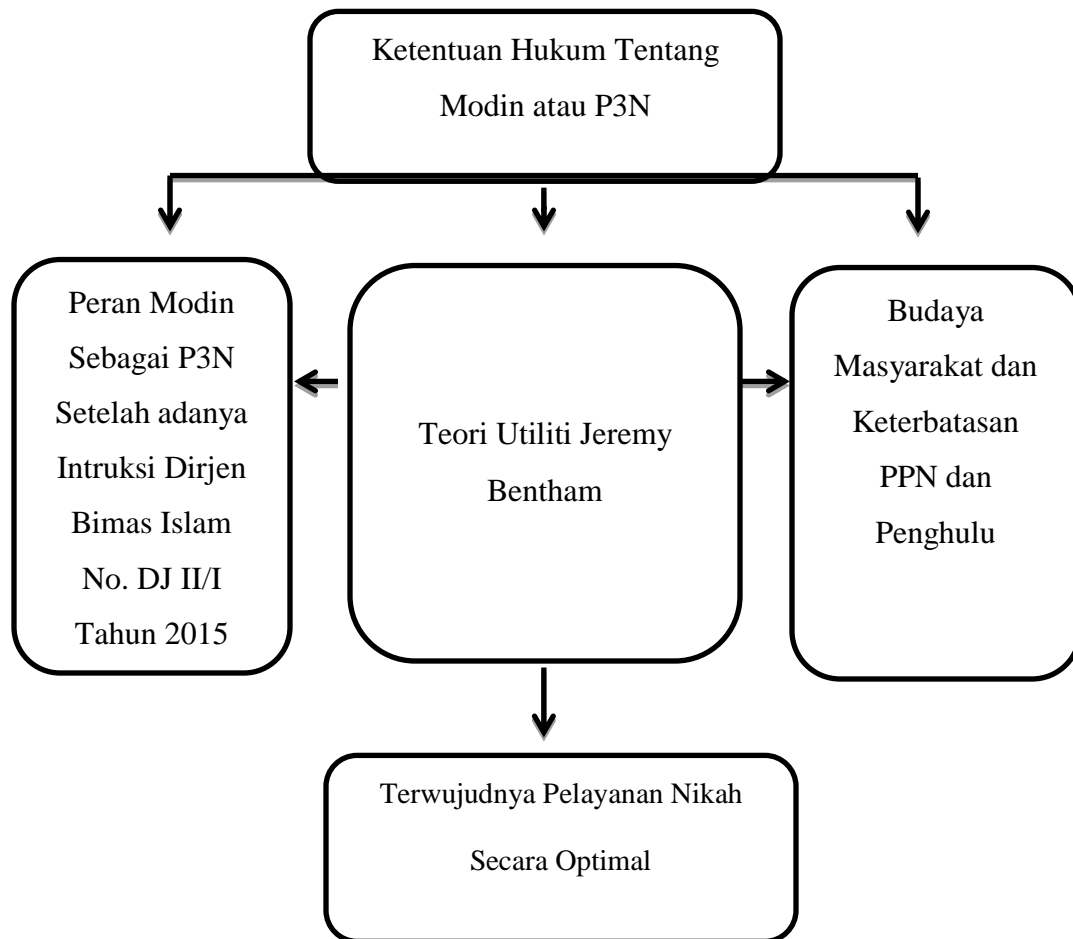 Ketentuan Hukum Tentang
Modin atau P3N
Peran Modin
Sebagai P3N
Setelah adanya
Intruksi Dirjen
Bimas Islam
No. DJ II/I
Tahun 2015
Teori Utiliti Jeremy
Bentham
Budaya
Masyarakat dan
Keterbatasan
PPN dan
Penghulu
Terwujudnya Pelayanan Nikah
Secara Optimal